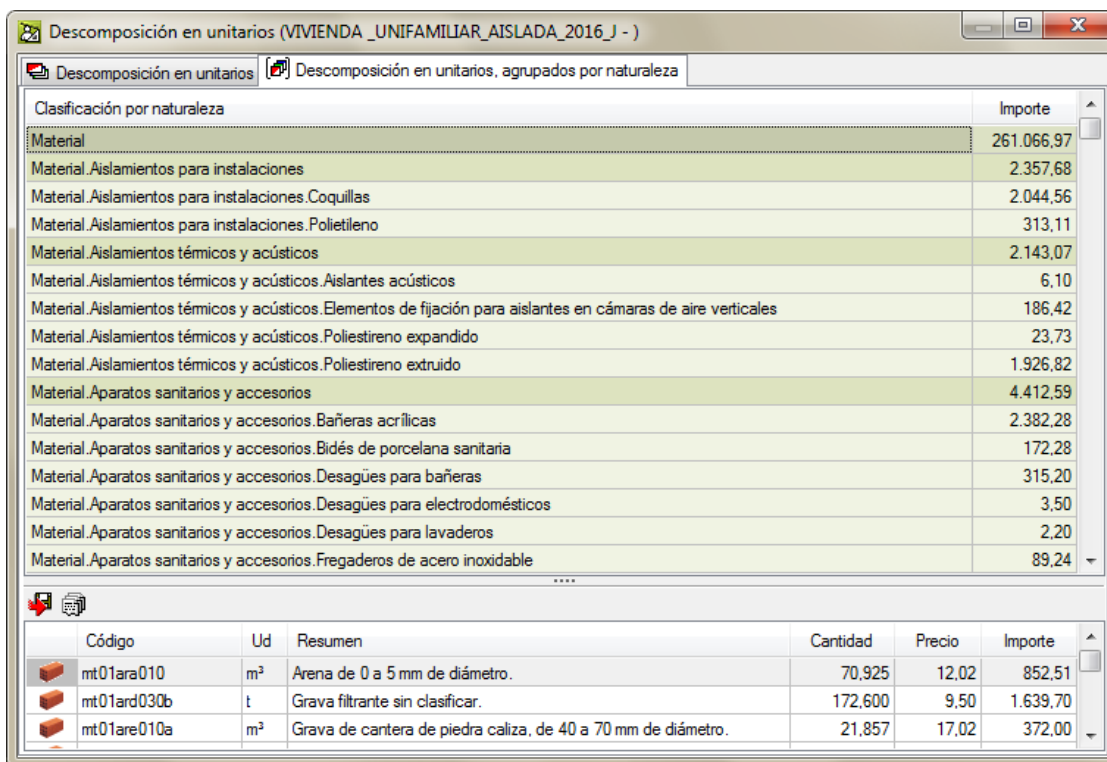 Descomposición en unitarios (VIVIENDA _UNIFAMILIAR_AISLADA_2016_J - )
Descomposición en unitarios Descomposición en unitarios, agrupados por naturaleza
Clasificación por naturaleza Importe
Material 261.066,97
Material.Aislamientos para instalaciones 2.357,68
Material.Aislamientos para instalaciones.Coquillas 2.044,56
Material.Aislamientos para instalaciones.Polietileno 313,11
Material.Aislamientos térmicos y acústicos 2.143,07
Material.Aislamientos térmicos y acústicos.Aislantes acústicos 6,10
Material.Aislamientos térmicos y acústicos.Elementos de fijación para aislantes en cámaras de aire verticales 186,42
Material.Aislamientos térmicos y acústicos.Poliestireno expandido 23,73
Material.Aislamientos térmicos y acústicos.Poliestireno extruido 1.926,82
Material.Aparatos sanitarios y accesorios 4.412,59
Material.Aparatos sanitarios y accesorios.Bañeras acrílicas 2.382,28
Material.Aparatos sanitarios y accesorios.Bidés de porcelana sanitaria 172,28
Material.Aparatos sanitarios y accesorios.Desagües para bañeras 315,20
Material.Aparatos sanitarios y accesorios.Desagües para electrodomésticos 3,50
Material.Aparatos sanitarios y accesorios.Desagües para lavaderos 2,20
Material.Aparatos sanitarios y accesorios.Fregaderos de acero inoxidable 89,24
Código Ud Resumen Cantidad Precio Importe
mt01ara010 m³ Arena de 0 a 5 mm de diámetro. 70,925 12,02 852,51
mt01ard030b t Grava filtrante sin clasificar. 172,600 9,50 1.639,70
mt01are010a m³ Grava de cantera de piedra caliza, de 40 a 70 mm de diámetro. 21,857 17,02 372,00